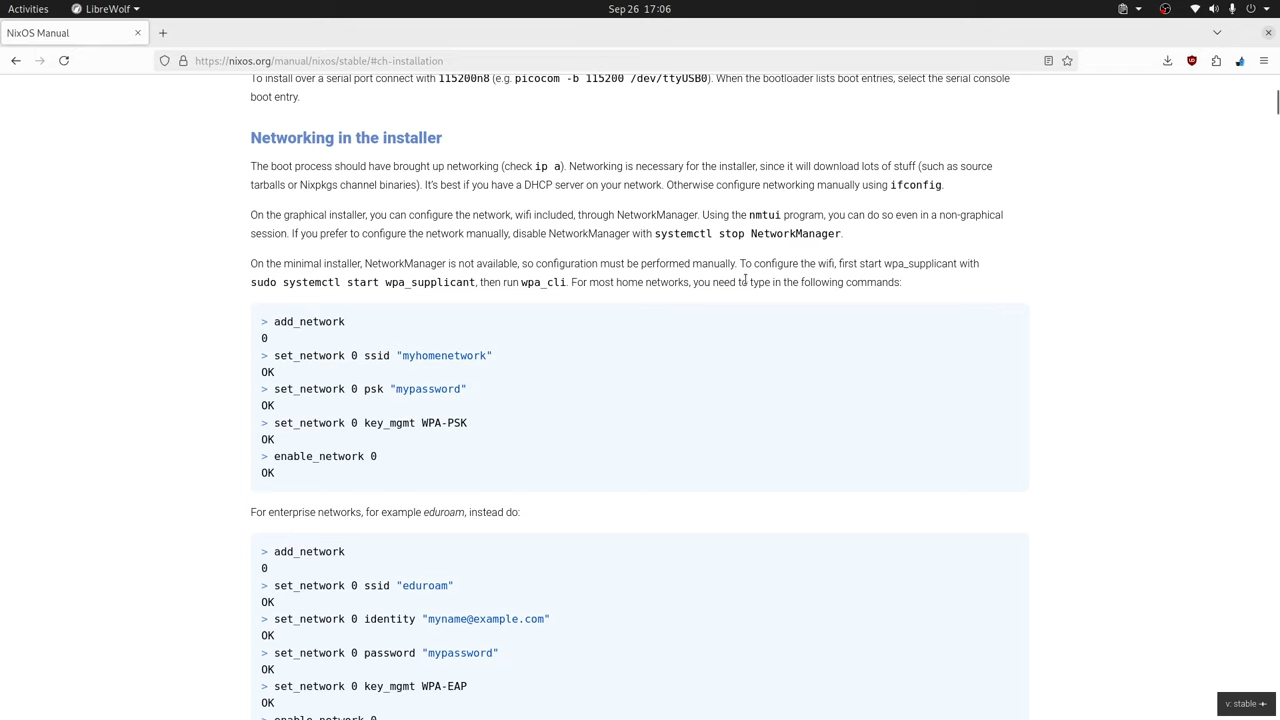 Activities
LibreWolf
Sep 26 17:06
NixOS Manual
https://nixos.org/manual/nixos/stable/#ch-installation
To install over a serial port connect with 115200n8 (e.g. picocom -b 115200 /dev/ttyUSB0). When the bootloader lists boot entries, select the serial console
boot entry.
Networking in the installer
The boot process should have brought up networking (check ip a). Networking is necessary for the installer, since it will download lots of stuff (such as source
tarballs or Nixpkgs channel binaries). It's best if you have a DHCP server on your network. Otherwise configure networking manually using ifconfig.
On the graphical installer, you can configure the network, wifi included, through NetworkManager. Using the nmtui program, you can do so even in a non-graphical
session. If you prefer to configure the network manually, disable NetworkManager with systemctl stop NetworkManager.
On the minimal installer, NetworkManager is not available, so configuration must be performed manually. To configure the wifi, first start wpa_supplicant with
sudo systemctl start wpa_supplicant, then run wpa_cli. For most home networks, you need to type in the following commands:
> add_network
0
> set_network 0 ssid "myhomenetwork"
OK
> set_network 0 psk "mypassword"
OK
> set_network 0 key_mgmt WPA-PSK
OK
> enable_network 0
OK
For enterprise networks, for example eduroam, instead do:
> add_network
0
> set_network 0 ssid "eduroam"
OK
> set_network 0 identity "myname@example.com"
OK
> set_network 0 password "mypassword"
OK
> set_network 0 key_mgmt WPA-EAP
OK
> enable_network 0
v: stable